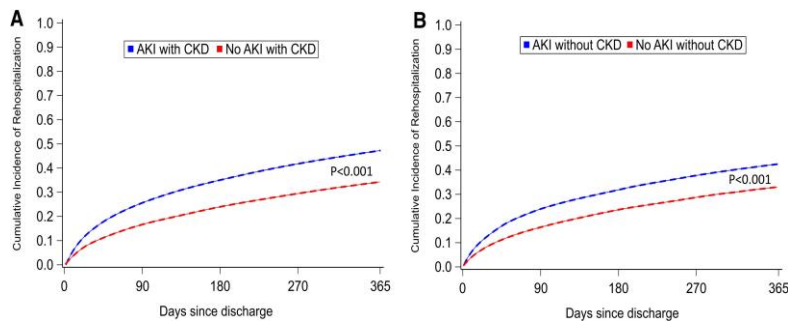 A
Cumulative Incidence of Rehospitalization
1.0
0.9
0.8
0.7
0.6
0.5
0.4
0.3
0.2
0.1
0.0
AKI with CKD No AKI with CKD
P<0.001
0 90 180 270 365
Days since discharge
B
Cumulative Incidence of Rehospitalization
1.0
0.9
0.8
0.7
0.6
0.5
0.4
0.3
0.2
0.1
0.0
AKI without CKD No AKI without CKD
P<0.001
0 90 180 270 365
Days since discharge